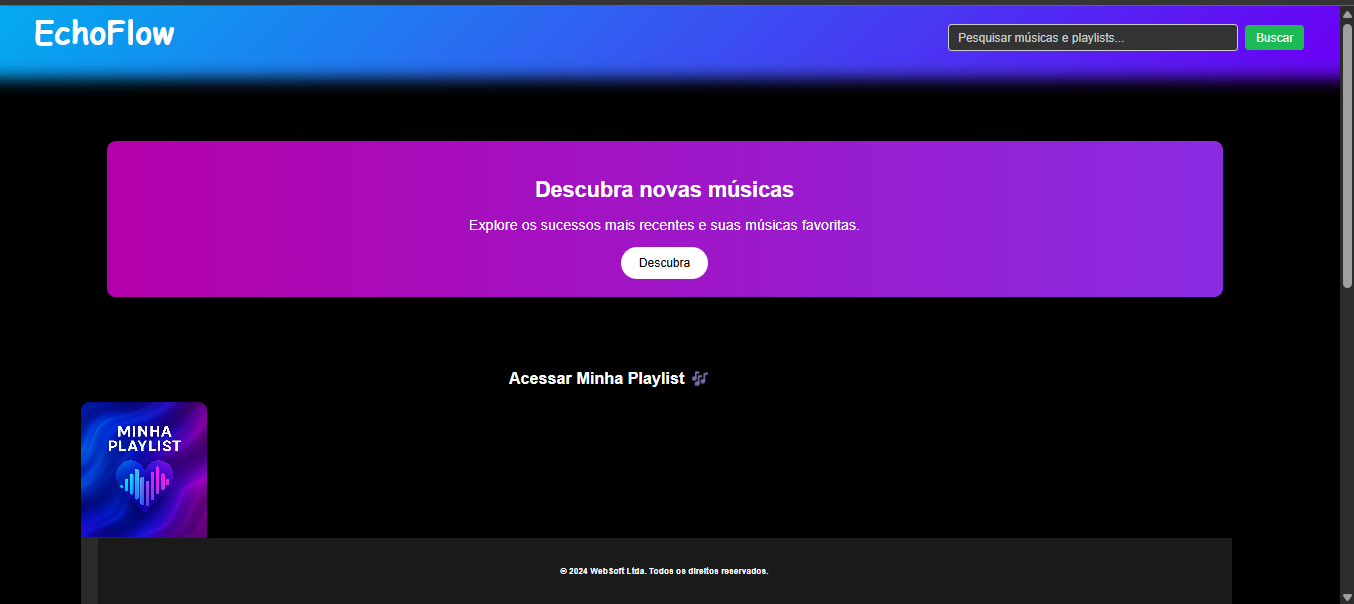 EchoFlow
Pesquisar músicas e playlists...
Buscar
Descubra novas músicas
Explore os sucessos mais recentes e suas músicas favoritas.
Descubra
Acessar Minha Playlist 🎶
MINHA
PLAYLIST
© 2024 WebSoft Ltda. Todos os direitos reservados.